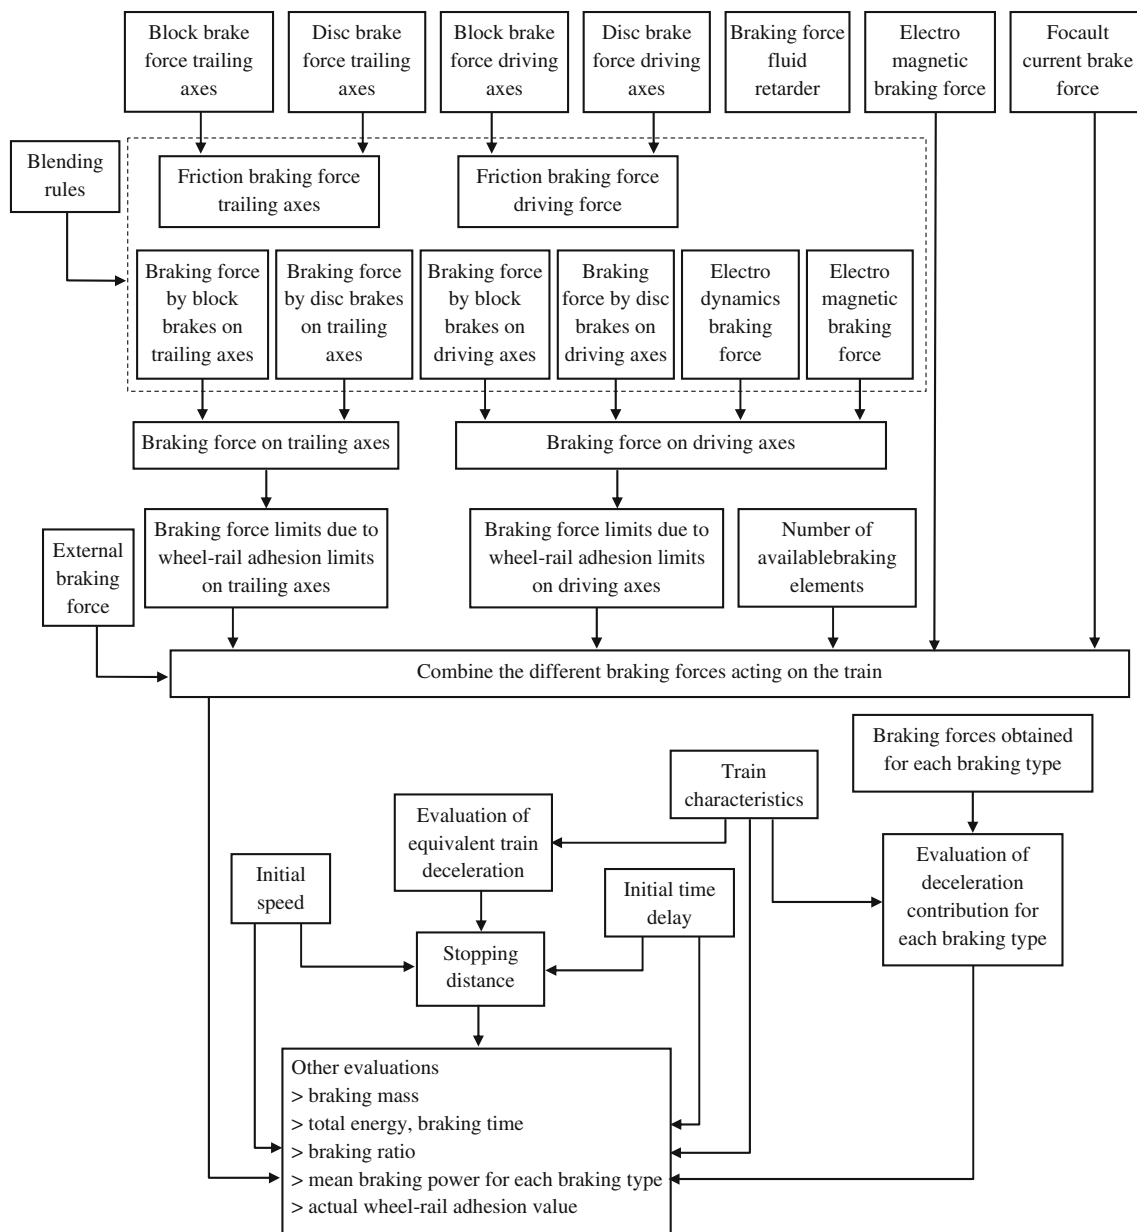 Block brake
force trailing
axes
Disc brake
force trailing
axes
Block brake
force driving
axes
Disc brake
force driving
axes
Braking force
fluid
retarder
Electro
magnetic
braking force
Focault
current brake
force
Blending
rules
Friction braking force
trailing axes
Friction braking force
driving force
Braking force
by block
brakes on
trailing axes
Braking force
by disc brakes
on trailing
axes
Braking force
by block
brakes on
driving axes
Braking
force by disc
brakes on
driving axes
Electro
dynamics
braking
force
Electro
magnetic
braking
force
Braking force on trailing axes
Braking force on driving axes
External
braking
force
Braking force limits due to
wheel-rail adhesion limits
on trailing axes
Braking force limits due to
wheel-rail adhesion limits
on driving axes
Number of
availablebraking
elements
Combine the different braking forces acting on the train
Braking forces obtained
for each braking type
Train
characteristics
Evaluation of
equivalent train
deceleration
Evaluation of
deceleration
contribution for
each braking type
Initial
speed
Initial time
delay
Stopping
distance
Other evaluations
> braking mass
> total energy, braking time
> braking ratio
> mean braking power for each braking type
> actual wheel-rail adhesion value